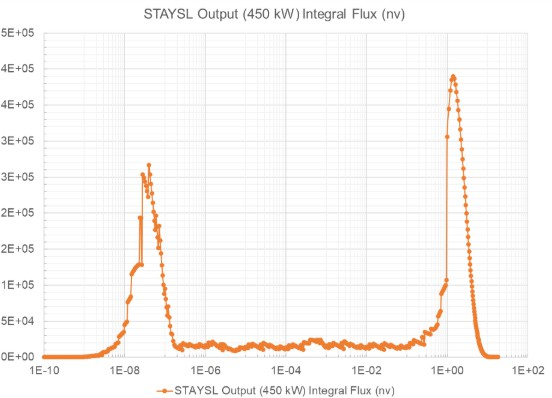 STAYSL Output (450 kW) Integral Flux (nv)
5E+05
4E+05
4E+05
3E+05
3E+05
2E+05
2E+05
1E+05
5E+04
0E+00
1E-10
1E-08
1E-06
1E-04
1E-02
1E+00
1E+02
STAYSL Output (450 kW) Integral Flux (nv)